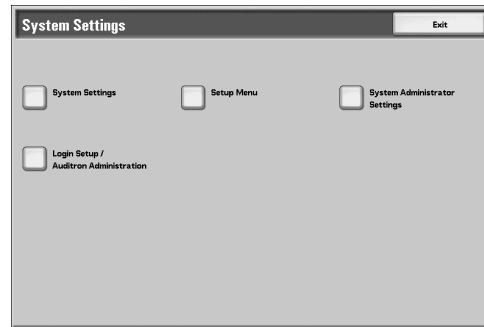 System Settings
Exit
System Settings
Setup Menu
System Administrator
Settings
Login Setup /
Auditron Administration